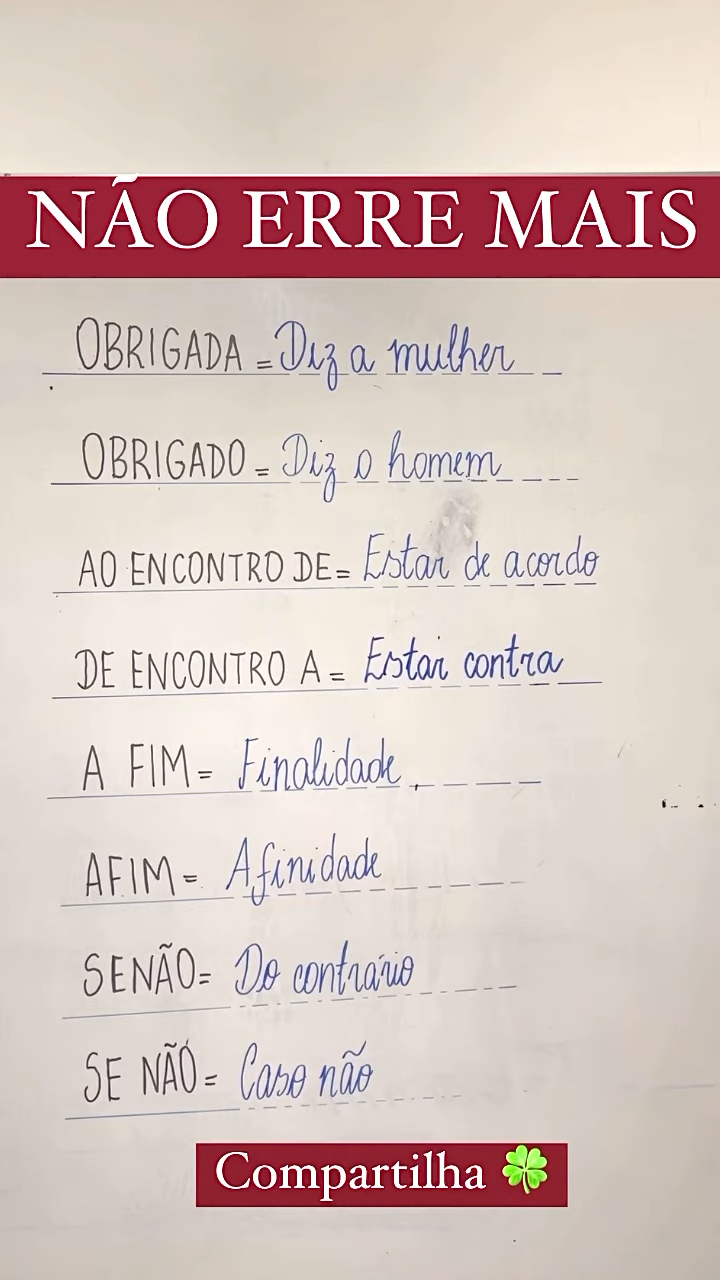 NÃO ERRE MAIS
OBRIGADA = Diz a mulher
OBRIGADO = Diz o homem
AO ENCONTRO DE = Estar de acordo
DE ENCONTRO A = Estar contra
A FIM = Finalidade
AFIM = Afinidade
SENÃO = Do contrário
SE NÃO = Caso não
Compartilha 🍀